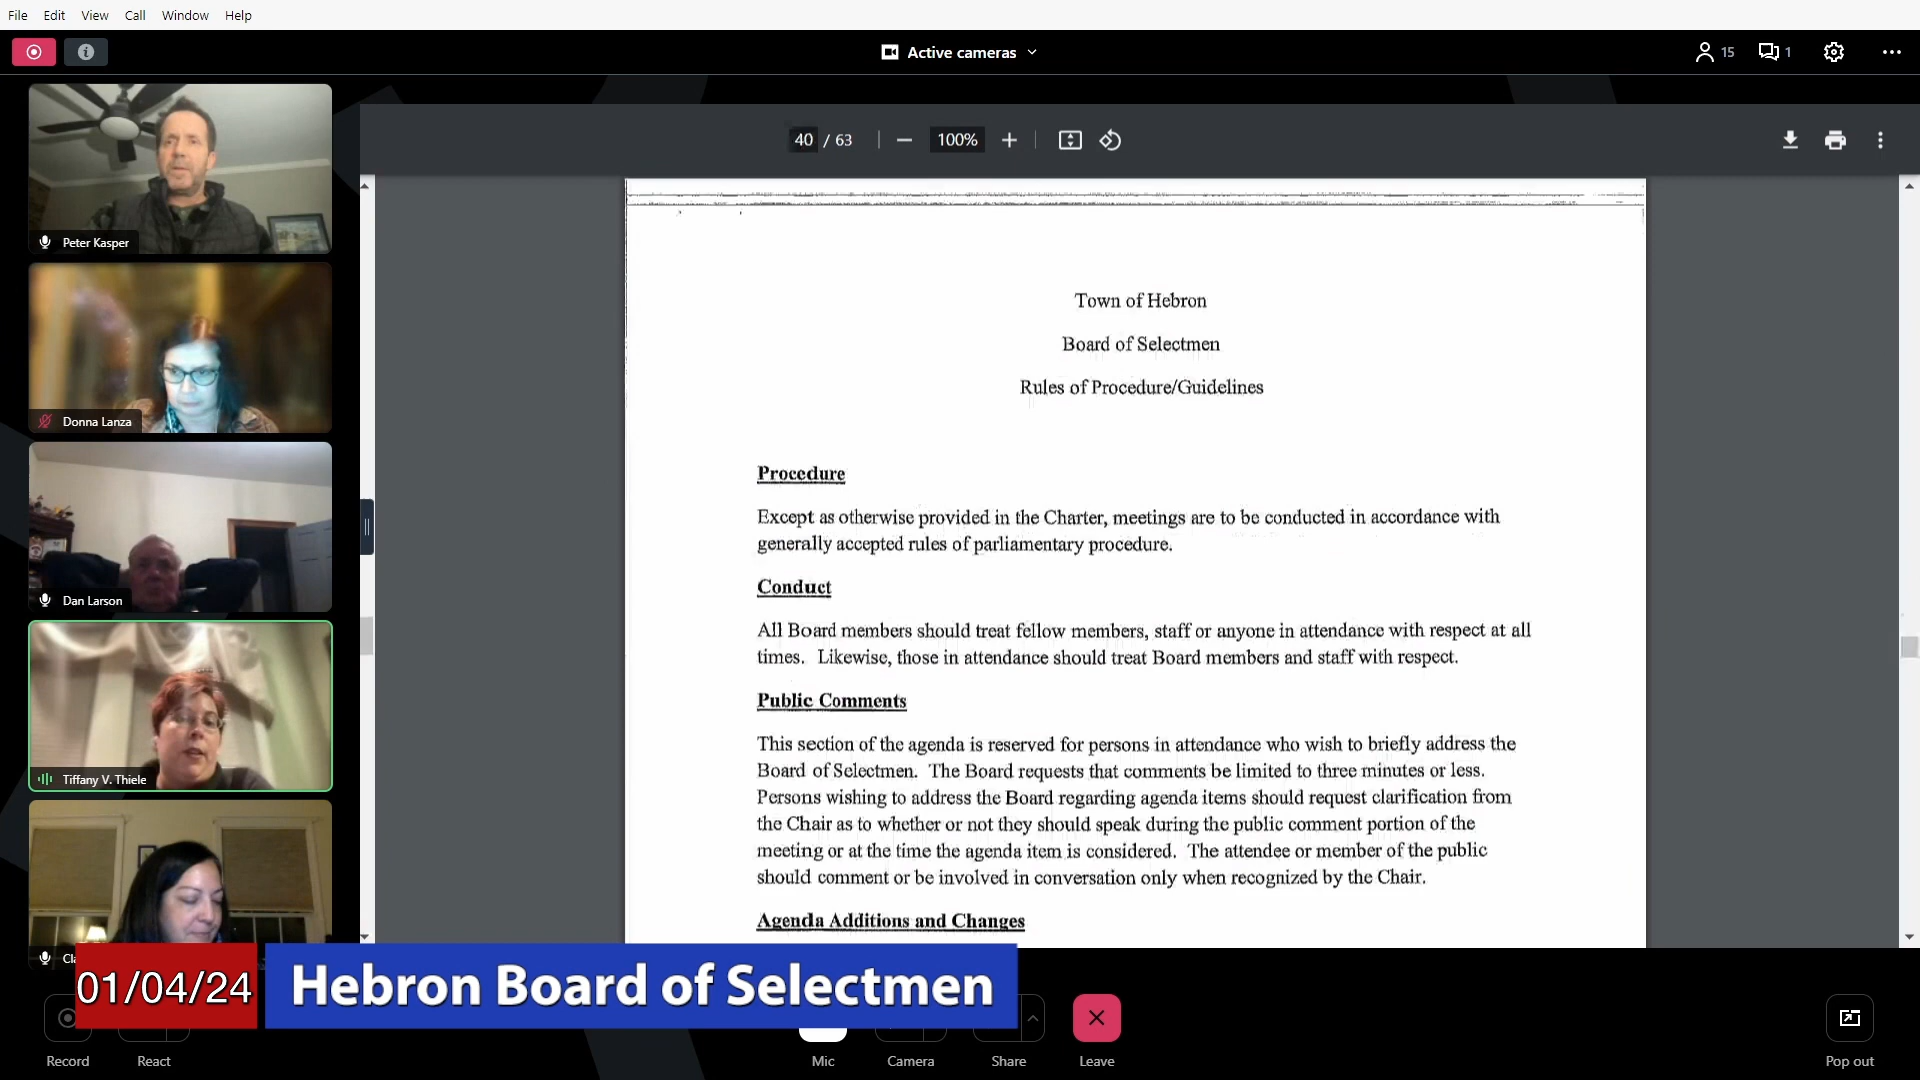 File Edit View Call Window Help
Active cameras
15
1
40 / 63
100%
Peter Kasper
Donna Lanza
Dan Larson
Tiffany V. Thiele
Town of Hebron
Board of Selectmen
Rules of Procedure/Guidelines
Procedure
Except as otherwise provided in the Charter, meetings are to be conducted in accordance with
generally accepted rules of parliamentary procedure.
Conduct
All Board members should treat fellow members, staff or anyone in attendance with respect at all
times. Likewise, those in attendance should treat Board members and staff with respect.
Public Comments
This section of the agenda is reserved for persons in attendance who wish to briefly address the
Board of Selectmen. The Board requests that comments be limited to three minutes or less.
Persons wishing to address the Board regarding agenda items should request clarification from
the Chair as to whether or not they should speak during the public comment portion of the
meeting or at the time the agenda item is considered. The attendee or member of the public
should comment or be involved in conversation only when recognized by the Chair.
Agenda Additions and Changes
01/04/24 Hebron Board of Selectmen
Record React Mic Camera Share Leave Pop out